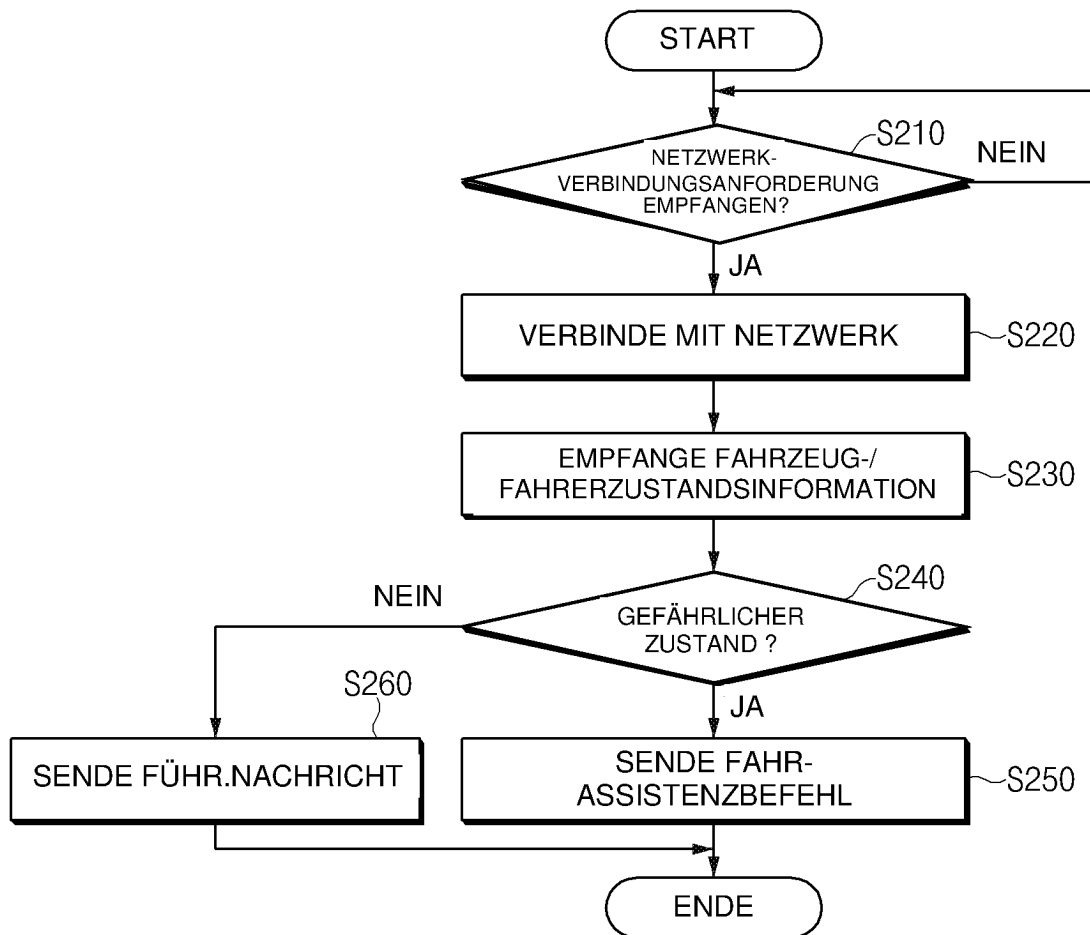 START
S210
NETZWERK-
VERBINDUNGSANFORDERUNG
EMPFANGEN?
NEIN
JA
VERBINDE MIT NETZWERK
S220
EMPFANGE FAHRZEUG-/
FAHRERZUSTANDSINFORMATION
S230
S240
NEIN
GEFÄHRLICHER
ZUSTAND ?
JA
S260
SENDE FÜHR.NACHRICHT
SENDE FAHR-
ASSISTENZBEFEHL
S250
ENDE